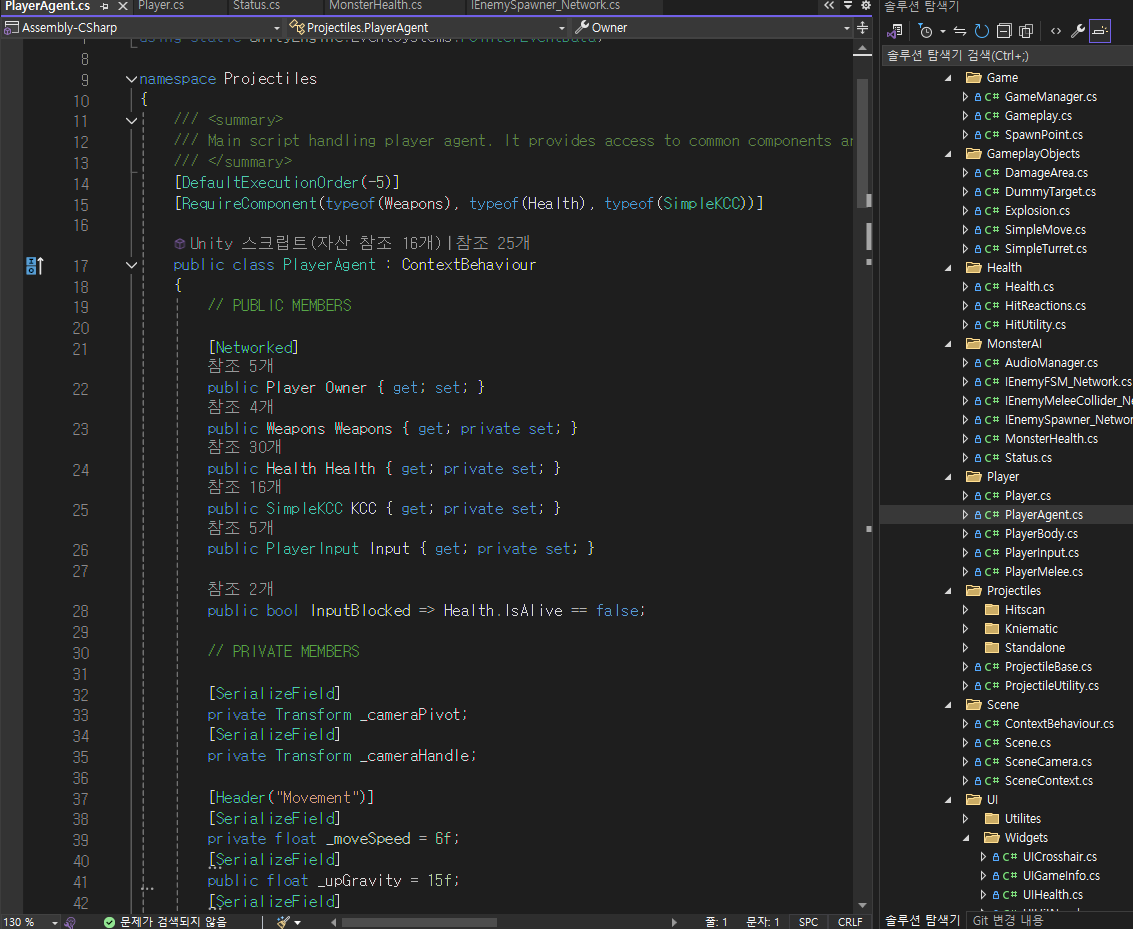 PlayerAgent.cs
Player.cs
Status.cs
MonsterHealth.cs
IEnemySpawner_Network.cs
Assembly-CSharp
Projectiles.PlayerAgent
Owner
8
9 namespace Projectiles
10 {
11 /// <summary>
12 /// Main script handling player agent. It provides access to common components an
13 /// </summary>
14 [DefaultExecutionOrder(-5)]
15 [RequireComponent(typeof(Weapons), typeof(Health), typeof(SimpleKCC))]
16
Unity 스크립트(자산 참조 16개)|참조 25개
17 public class PlayerAgent : ContextBehaviour
18 {
19 // PUBLIC MEMBERS
20
21 [Networked]
참조 5개
22 public Player Owner { get; set; }
참조 4개
23 public Weapons Weapons { get; private set; }
참조 30개
24 public Health Health { get; private set; }
참조 16개
25 public SimpleKCC KCC { get; private set; }
참조 5개
26 public PlayerInput Input { get; private set; }
27
참조 2개
28 public bool InputBlocked => Health.IsAlive == false;
29
30 // PRIVATE MEMBERS
31
32 [SerializeField]
33 private Transform _cameraPivot;
34 [SerializeField]
35 private Transform _cameraHandle;
36
37 [Header("Movement")]
38 [SerializeField]
39 private float _moveSpeed = 6f;
40 [SerializeField]
41 public float _upGravity = 15f;
42 [SerializeField]
130 %
문제가 검색되지 않음
줄: 1
문자: 1
SPC
CRLF
솔루션 탐색기
솔루션 탐색기 검색(Ctrl+;)
Game
C# GameManager.cs
C# Gameplay.cs
C# SpawnPoint.cs
GameplayObjects
C# DamageArea.cs
C# DummyTarget.cs
C# Explosion.cs
C# SimpleMove.cs
C# SimpleTurret.cs
Health
C# Health.cs
C# HitReactions.cs
C# HitUtility.cs
MonsterAI
C# AudioManager.cs
C# IEnemyFSM_Network.cs
C# IEnemyMeleeCollider_Ne
C# IEnemySpawner_Networ
C# MonsterHealth.cs
C# Status.cs
Player
C# Player.cs
C# PlayerAgent.cs
C# PlayerBody.cs
C# PlayerInput.cs
C# PlayerMelee.cs
Projectiles
Hitscan
Kniematic
Standalone
C# ProjectileBase.cs
C# ProjectileUtility.cs
Scene
C# ContextBehaviour.cs
C# Scene.cs
C# SceneCamera.cs
C# SceneContext.cs
UI
Utilites
Widgets
C# UICrosshair.cs
C# UIGameInfo.cs
C# UIHealth.cs
솔루션 탐색기
Git 변경 내용